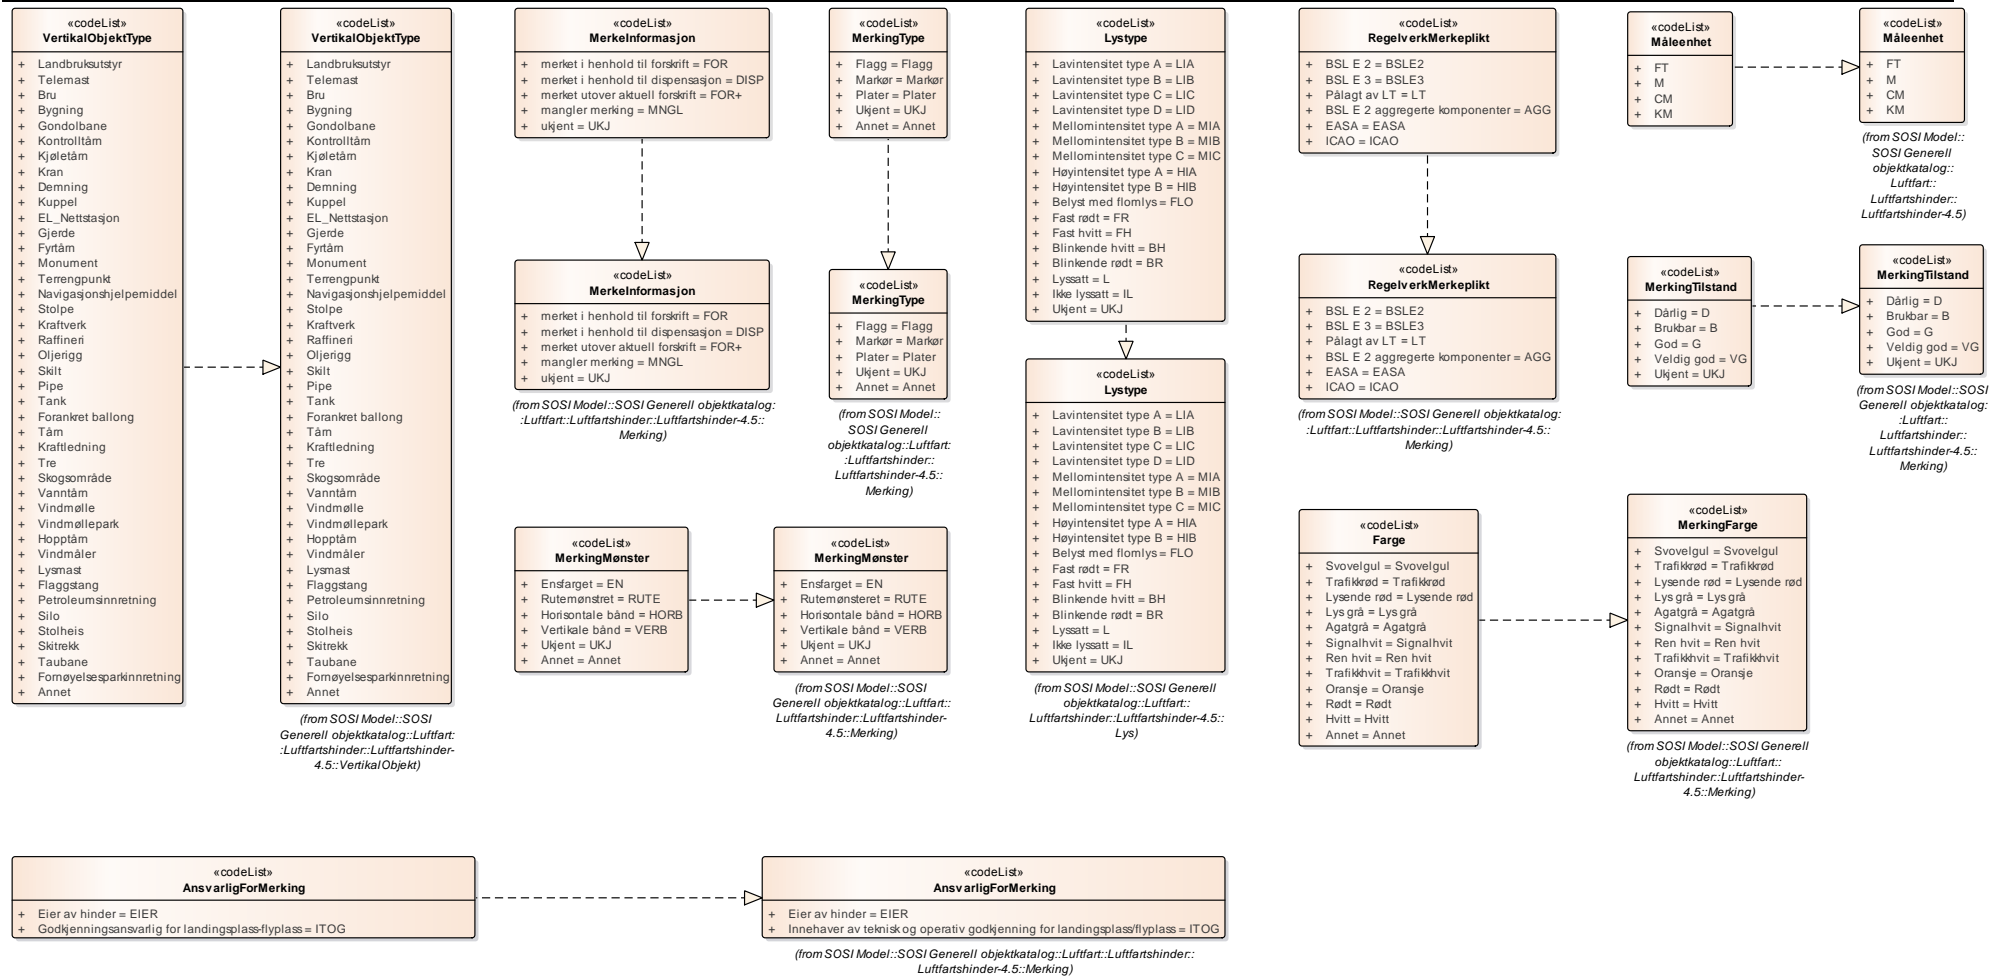 «codeList»
VertikalObjektType
+ Landbruksutstyr
+ Telemast
+ Bru
+ Bygning
+ Gondolbane
+ Kontrolltårn
+ Kjøletårn
+ Kran
+ Demning
+ Kuppel
+ EL_Nettstasjon
+ Gjerde
+ Fyrtårn
+ Monument
+ Terrengpunkt
+ Navigasjonshjelpemiddel
+ Stolpe
+ Kraftverk
+ Raffineri
+ Oljerigg
+ Skilt
+ Pipe
+ Tank
+ Forankret ballong
+ Tårn
+ Kraftledning
+ Tre
+ Skogsområde
+ Vanntårn
+ Vindmølle
+ Vindmøllepark
+ Hopptårn
+ Vindmåler
+ Lysmast
+ Flaggstang
+ Petroleumsinnretning
+ Silo
+ Stolheis
+ Skitrekk
+ Taubane
+ Fornøyelsesparkinnretning
+ Annet
«codeList»
VertikalObjektType
+ Landbruksutstyr
+ Telemast
+ Bru
+ Bygning
+ Gondolbane
+ Kontrolltårn
+ Kjøletårn
+ Kran
+ Demning
+ Kuppel
+ EL_Nettstasjon
+ Gjerde
+ Fyrtårn
+ Monument
+ Terrengpunkt
+ Navigasjonshjelpemiddel
+ Stolpe
+ Kraftverk
+ Raffineri
+ Oljerigg
+ Skilt
+ Pipe
+ Tank
+ Forankret ballong
+ Tårn
+ Kraftledning
+ Tre
+ Skogsområde
+ Vanntårn
+ Vindmølle
+ Vindmøllepark
+ Hopptårn
+ Vindmåler
+ Lysmast
+ Flaggstang
+ Petroleumsinnretning
+ Silo
+ Stolheis
+ Skitrekk
+ Taubane
+ Fornøyelsesparkinnretning
+ Annet
(from SOSI Model::SOSI
Generell objektkatalog::Luftfart:
:Luftfartshinder::Luftfartshinder-
4.5::VertikalObjekt)
«codeList»
MerkeInformasjon
+ merket i henhold til forskrift = FOR
+ merket i henhold til dispensasjon = DISP
+ merket utover aktuell forskrift = FOR+
+ mangler merking = MNGL
+ ukjent = UKJ
«codeList»
MerkeInformasjon
+ merket i henhold til forskrift = FOR
+ merket i henhold til dispensasjon = DISP
+ merket utover aktuell forskrift = FOR+
+ mangler merking = MNGL
+ ukjent = UKJ
(from SOSI Model::SOSI Generell objektkatalog:
:Luftfart::Luftfartshinder::Luftfartshinder-4.5::
Merking)
«codeList»
MerkingType
+ Flagg = Flagg
+ Markør = Markør
+ Plater = Plater
+ Ukjent = UKJ
+ Annet = Annet
«codeList»
MerkingType
+ Flagg = Flagg
+ Markør = Markør
+ Plater = Plater
+ Ukjent = UKJ
+ Annet = Annet
(from SOSI Model::
SOSI Generell
objektkatalog::Luftfart:
:Luftfartshinder::
Luftfartshinder-4.5::
Merking)
«codeList»
MerkingMønster
+ Ensfarget = EN
+ Rutemønstret = RUTE
+ Horisontale bånd = HORB
+ Vertikale bånd = VERB
+ Ukjent = UKJ
+ Annet = Annet
«codeList»
MerkingMønster
+ Ensfarget = EN
+ Rutemønsteret = RUTE
+ Horisontale bånd = HORB
+ Vertikale bånd = VERB
+ Ukjent = UKJ
+ Annet = Annet
(from SOSI Model::SOSI
Generell objektkatalog::Luftfart::
Luftfartshinder::Luftfartshinder-
4.5::Merking)
«codeList»
Lystype
+ Lavintensitet type A = LIA
+ Lavintensitet type B = LIB
+ Lavintensitet type C = LIC
+ Lavintensitet type D = LID
+ Mellomintensitet type A = MIA
+ Mellomintensitet type B = MIB
+ Mellomintensitet type C = MIC
+ Høyintensitet type A = HIA
+ Høyintensitet type B = HIB
+ Belyst med flomlys = FLO
+ Fast rødt = FR
+ Fast hvitt = FH
+ Blinkende hvitt = BH
+ Blinkende rødt = BR
+ Lyssatt = L
+ Ikke lyssatt = IL
+ Ukjent = UKJ
«codeList»
Lystype
+ Lavintensitet type A = LIA
+ Lavintensitet type B = LIB
+ Lavintensitet type C = LIC
+ Lavintensitet type D = LID
+ Mellomintensitet type A = MIA
+ Mellomintensitet type B = MIB
+ Mellomintensitet type C = MIC
+ Høyintensitet type A = HIA
+ Høyintensitet type B = HIB
+ Belyst med flomlys = FLO
+ Fast rødt = FR
+ Fast hvitt = FH
+ Blinkende hvitt = BH
+ Blinkende rødt = BR
+ Lyssatt = L
+ Ikke lyssatt = IL
+ Ukjent = UKJ
(from SOSI Model::SOSI Generell
objektkatalog::Luftfart::
Luftfartshinder::Luftfartshinder-4.5::
Lys)
«codeList»
RegelverkMerkeplikt
+ BSL E 2 = BSLE2
+ BSL E 3 = BSLE3
+ Pålagt av LT = LT
+ BSL E 2 aggregerte komponenter = AGG
+ EASA = EASA
+ ICAO = ICAO
«codeList»
RegelverkMerkeplikt
+ BSL E 2 = BSLE2
+ BSL E 3 = BSLE3
+ Pålagt av LT = LT
+ BSL E 2 aggregerte komponenter = AGG
+ EASA = EASA
+ ICAO = ICAO
(from SOSI Model::SOSI Generell objektkatalog:
:Luftfart::Luftfartshinder::Luftfartshinder-4.5::
Merking)
«codeList»
Måleenhet
+ FT
+ M
+ CM
+ KM
«codeList»
Måleenhet
+ FT
+ M
+ CM
+ KM
(from SOSI Model::
SOSI Generell
objektkatalog::
Luftfart::
Luftfartshinder::
Luftfartshinder-4.5)
«codeList»
MerkingTilstand
+ Dårlig = D
+ Brukbar = B
+ God = G
+ Veldig god = VG
+ Ukjent = UKJ
«codeList»
MerkingTilstand
+ Dårlig = D
+ Brukbar = B
+ God = G
+ Veldig god = VG
+ Ukjent = UKJ
(from SOSI Model::SOSI
Generell objektkatalog:
:Luftfart::
Luftfartshinder::
Luftfartshinder-4.5::
Merking)
«codeList»
Farge
+ Svovelgul = Svovelgul
+ Trafikkrød = Trafikkrød
+ Lysende rød = Lysende rød
+ Lys grå = Lys grå
+ Agatgrå = Agatgrå
+ Signalhvit = Signalhvit
+ Ren hvit = Ren hvit
+ Trafikkhvit = Trafikkhvit
+ Oransje = Oransje
+ Rødt = Rødt
+ Hvitt = Hvitt
+ Annet = Annet
«codeList»
MerkingFarge
+ Svovelgul = Svovelgul
+ Trafikkrød = Trafikkrød
+ Lysende rød = Lysende rød
+ Lys grå = Lys grå
+ Agatgrå = Agatgrå
+ Signalhvit = Signalhvit
+ Ren hvit = Ren hvit
+ Trafikkhvit = Trafikkhvit
+ Oransje = Oransje
+ Rødt = Rødt
+ Hvitt = Hvitt
+ Annet = Annet
(from SOSI Model::SOSI Generell
objektkatalog::Luftfart::
Luftfartshinder::Luftfartshinder-
4.5::Merking)
«codeList»
AnsvarligForMerking
+ Eier av hinder = EIER
+ Godkjenningsansvarlig for landingsplass-flyplass = ITOG
«codeList»
AnsvarligForMerking
+ Eier av hinder = EIER
+ Innehaver av teknisk og operativ godkjenning for landingsplass/flyplass = ITOG
(from SOSI Model::SOSI Generell objektkatalog::Luftfart::Luftfartshinder::
Luftfartshinder-4.5::Merking)